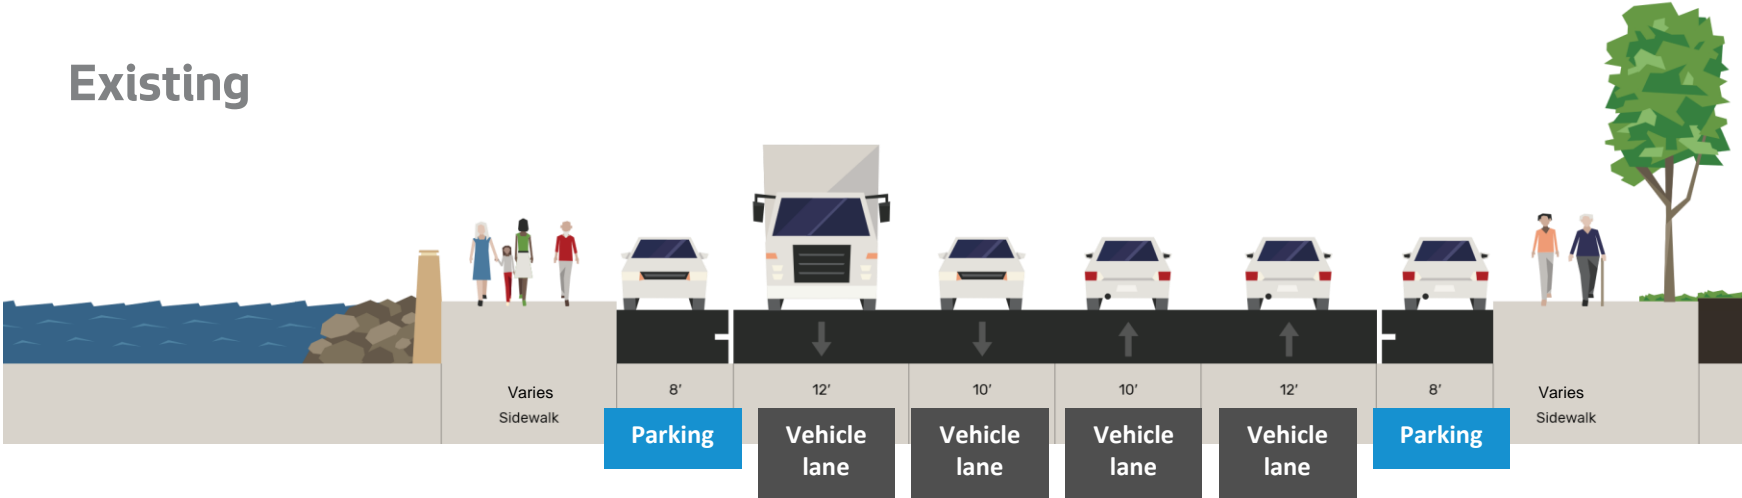 Existing
Varies
Sidewalk
8’
12’
10’
10’
12’
8’
Varies
Sidewalk
Parking
Vehicle
lane
Vehicle
lane
Vehicle
lane
Vehicle
lane
Parking